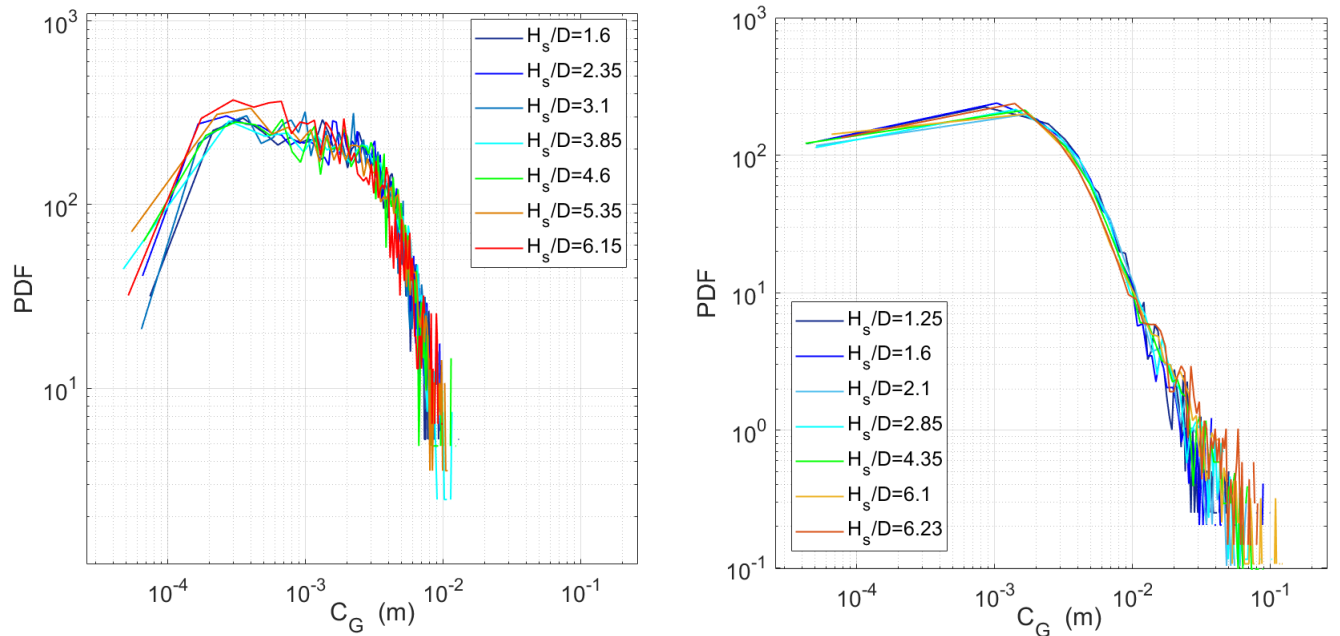 10^3
10^2
10^1
PDF
10^-4
10^-3
10^-2
10^-1
C_G (m)
H_s/D=1.6
H_s/D=2.35
H_s/D=3.1
H_s/D=3.85
H_s/D=4.6
H_s/D=5.35
H_s/D=6.15
10^3
10^2
10^1
10^0
10^-1
PDF
10^-4
10^-3
10^-2
10^-1
C_G (m)
H_s/D=1.25
H_s/D=1.6
H_s/D=2.1
H_s/D=2.85
H_s/D=4.35
H_s/D=6.1
H_s/D=6.23